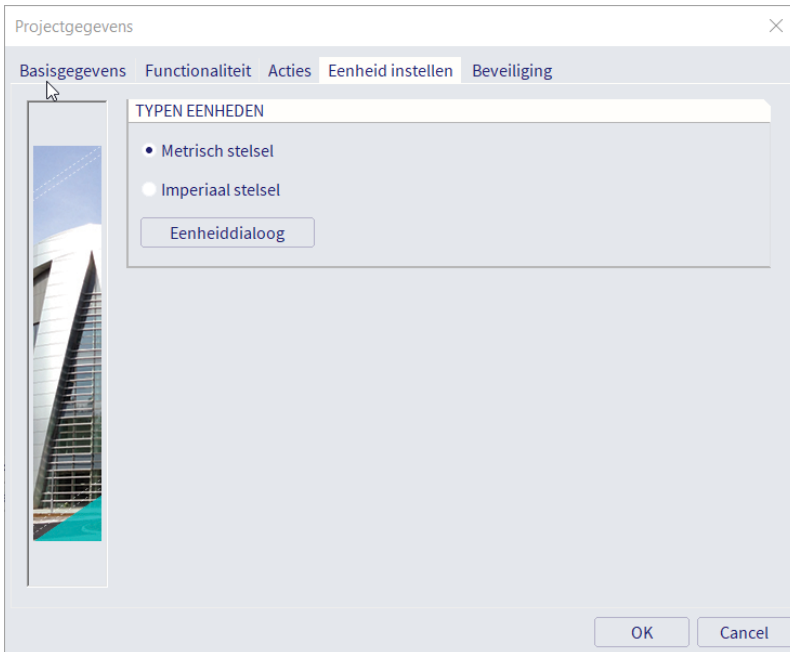 Projectgegevens
Basisgegevens Functionaliteit Acties Eenheid instellen Beveiliging
TYPEN EENHEDEN
Metrisch stelsel
Imperiaal stelsel
Eenheiddialoog
OK Cancel